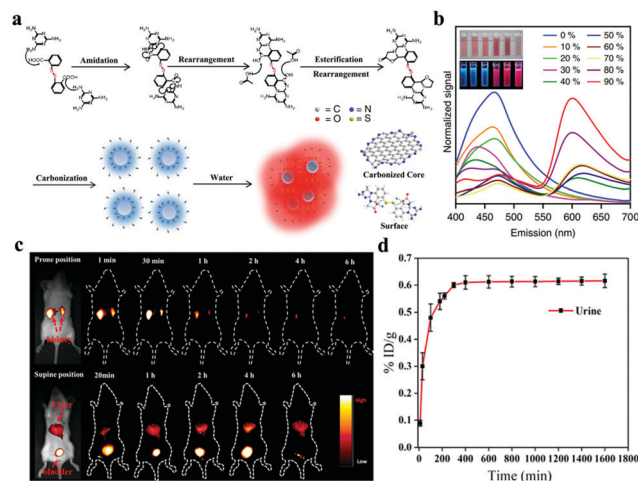 a
Amidation
Rearrangement
Esterification
Rearrangement
HOOC
COOH
= C
= N
= O
= S
Carbonization
Water
Carbonized Core
Surface
b
Normalized signal
0 %
10 %
20 %
30 %
40 %
50 %
60 %
70 %
80 %
90 %
400 450 500 550 600 650 700
Emission (nm)
c
Prone position
1 min
30 min
1 h
2 h
4 h
6 h
Supine position
20min
1 h
2 h
4 h
6 h
bladder
High
Low
d
% ID/g
0.7
0.6
0.5
0.4
0.3
0.2
0.1
0.0
Urine
0 200 400 600 800 1000 1200 1400 1600 1800
Time (min)